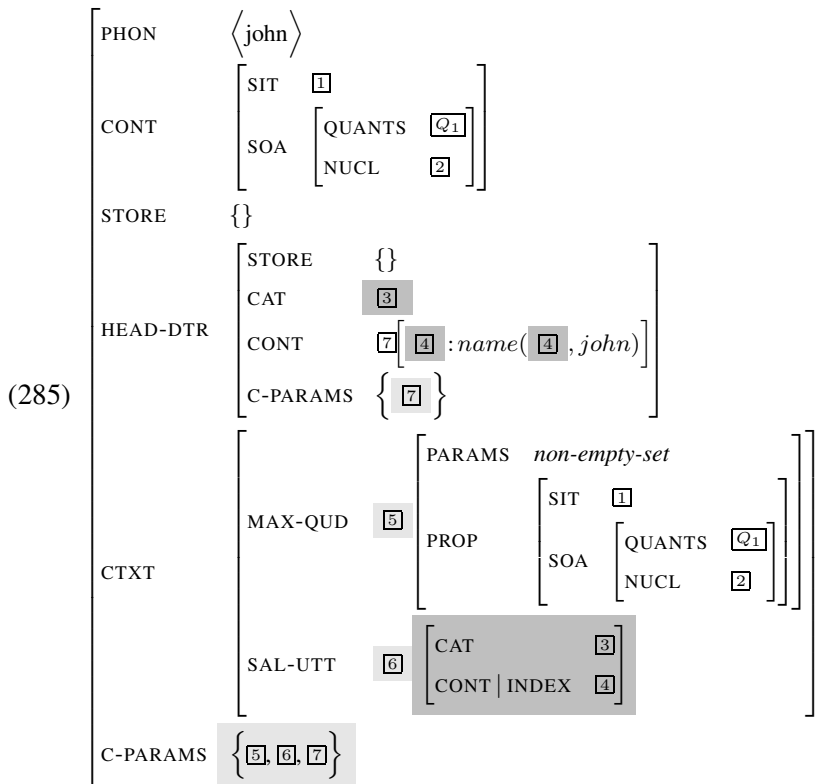 PHON ⟨john⟩
SIT 1
CONT QUANTS Q1
SOA
NUCL 2
STORE {}
STORE {}
CAT 3
HEAD-DTR
CONT 7[ 4 : name( 4 , john)]
(285)
C-PARAMS { 7 }
PARAMS non-empty-set
SIT 1
MAX-QUD 5
PROP QUANTS Q1
SOA
CTXT NUCL 2
CAT 3
SAL-UTT 6
CONT | INDEX 4
C-PARAMS {5, 6, 7}